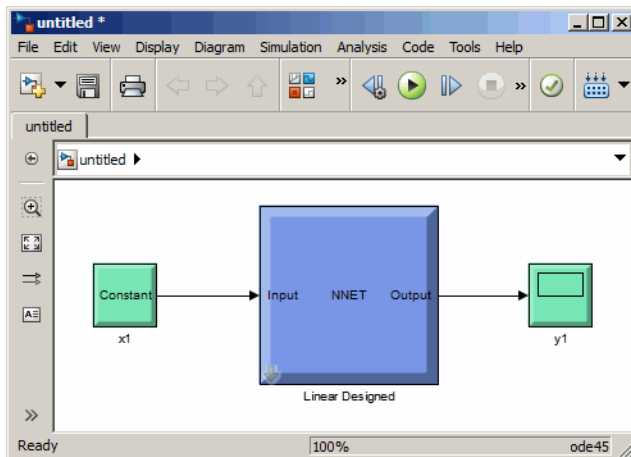 untitled *
File Edit View Display Diagram Simulation Analysis Code Tools Help
» »
untitled
untitled
Constant
x1
Input NNET Output
Linear Designed
y1
»
Ready 100% ode45